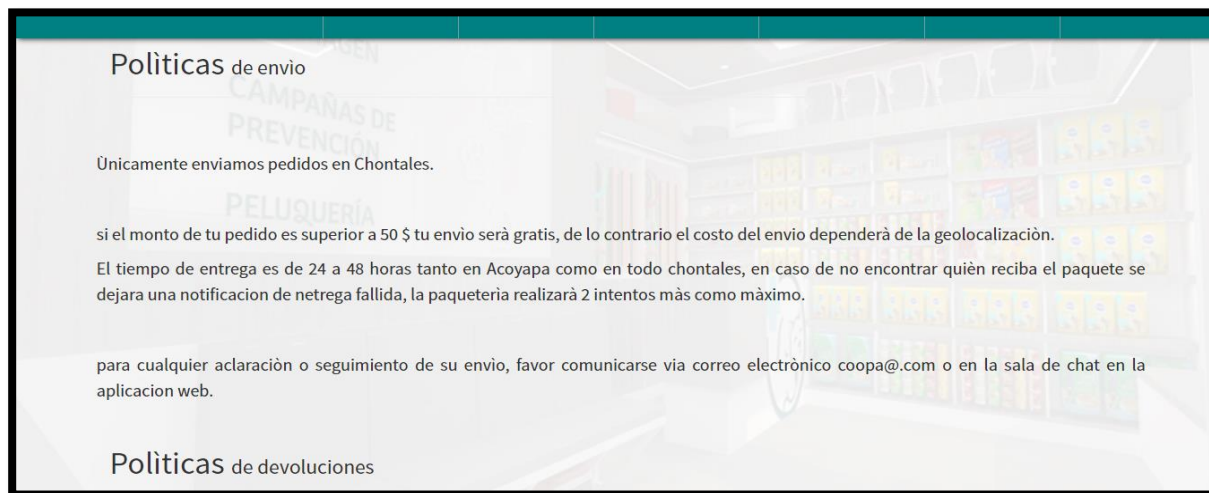 Polìticas de envìo
AGEN
CAMPAÑAS DE
PREVENCIÓN
Ùnicamente enviamos pedidos en Chontales.
PELUQUERÍA
si el monto de tu pedido es superior a 50 $ tu envìo serà gratis, de lo contrario el costo del envio dependerà de la geolocalizaciòn.
El tiempo de entrega es de 24 a 48 horas tanto en Acoyapa como en todo chontales, en caso de no encontrar quièn reciba el paquete se
dejara una notificacion de netrega fallida, la paqueterìa realizarà 2 intentos màs como màximo.
para cualquier aclaraciòn o seguimiento de su envìo, favor comunicarse via correo electrònico coopa@.com o en la sala de chat en la
aplicacion web.
Polìticas de devoluciones